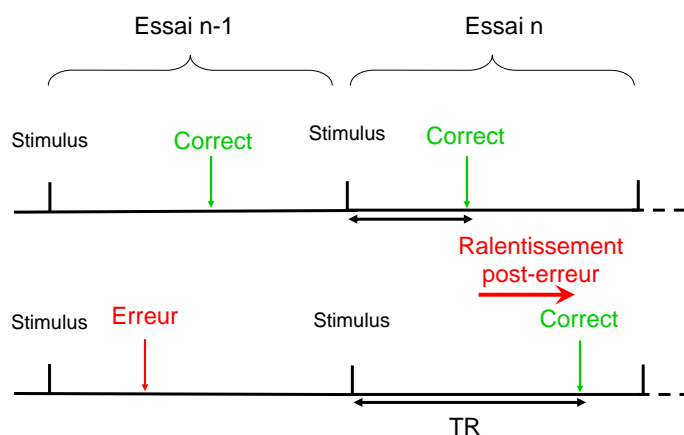 Essai n-1
Essai n
Stimulus
Correct
Stimulus
Correct
Ralentissement
post-erreur
Stimulus
Erreur
Stimulus
Correct
TR